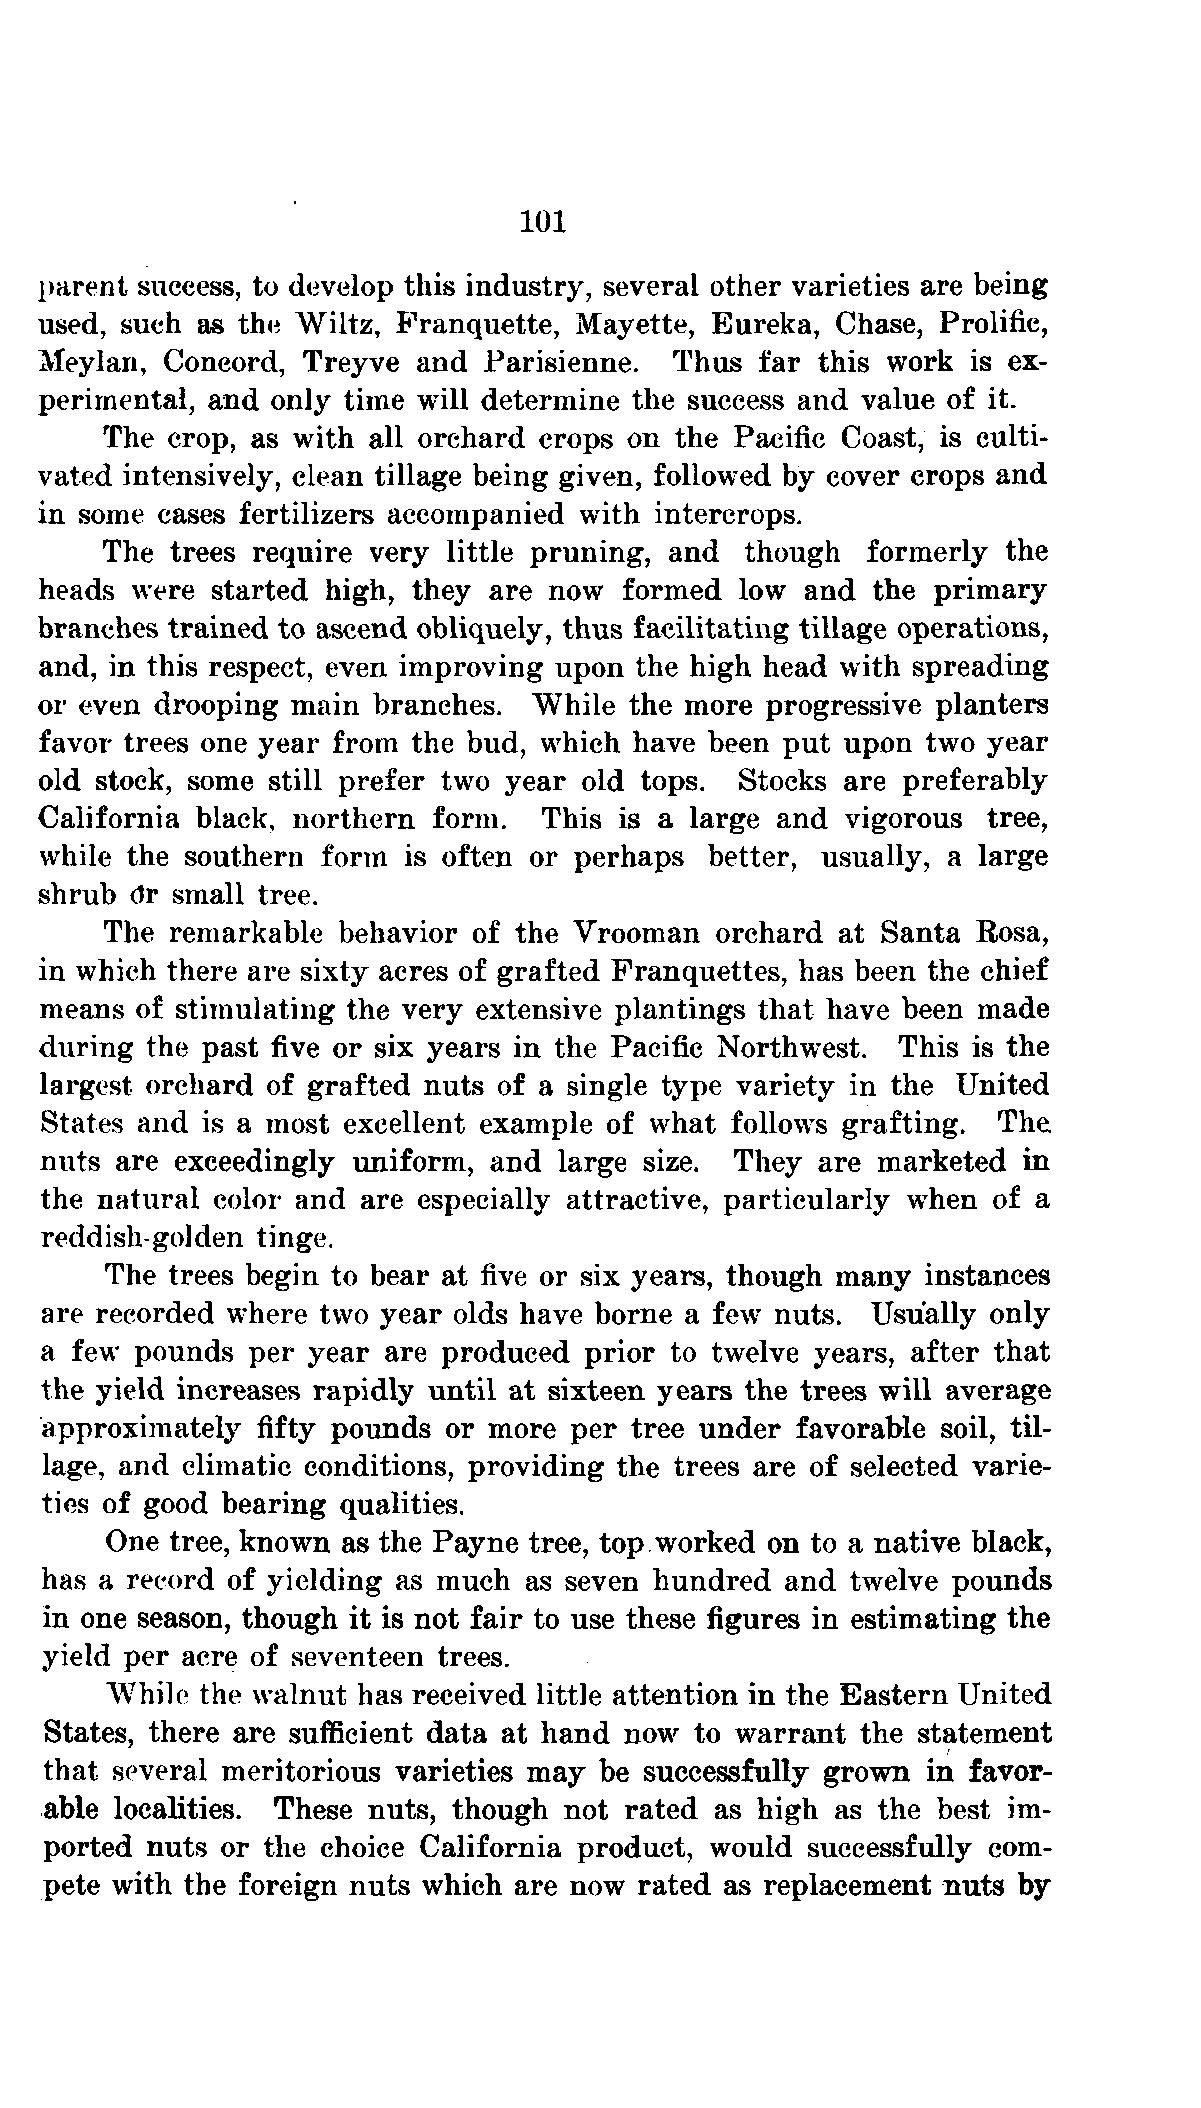 101
parent success, to develop this industry, several other varieties are being
used, such as the Wiltz, Franquette, Mayette, Eureka, Chase, Prolific,
Meylan, Concord, Treyve and Parisienne. Thus far this work is ex-
perimental, and only time will determine the success and value of it.
The crop, as with all orchard crops on the Pacific Coast, is culti-
vated intensively, clean tillage being given, followed by cover crops and
in some cases fertilizers accompanied with intercrops.
The trees require very little pruning, and though formerly the
heads were started high, they are now formed low and the primary
branches trained to ascend obliquely, thus facilitating tillage operations,
and, in this respect, even improving upon the high head with spreading
or even drooping main branches. While the more progressive planters
favor trees one year from the bud, which have been put upon two year
old stock, some still prefer two year old tops. Stocks are preferably
California black, northern form. This is a large and vigorous tree,
while the southern form is often or perhaps better, usually, a large
shrub or small tree.
The remarkable behavior of the Vrooman orchard at Santa Rosa,
in which there are sixty acres of grafted Franquettes, has been the chief
means of stimulating the very extensive plantings that have been made
during the past five or six years in the Pacific Northwest. This is the
largest orchard of grafted nuts of a single type variety in the United
States and is a most excellent example of what follows grafting. The
nuts are exceedingly uniform, and large size. They are marketed in
the natural color and are especially attractive, particularly when of a
reddish-golden tinge.
The trees begin to bear at five or six years, though many instances
are recorded where two year olds have borne a few nuts. Usually only
a few pounds per year are produced prior to twelve years, after that
the yield increases rapidly until at sixteen years the trees will average
approximately fifty pounds or more per tree under favorable soil, til-
lage, and climatic conditions, providing the trees are of selected varie-
ties of good bearing qualities.
One tree, known as the Payne tree, top worked on to a native black,
has a record of yielding as much as seven hundred and twelve pounds
in one season, though it is not fair to use these figures in estimating the
yield per acre of seventeen trees.
While the walnut has received little attention in the Eastern United
States, there are sufficient data at hand now to warrant the statement
that several meritorious varieties may be successfully grown in favor-
able localities. These nuts, though not rated as high as the best im-
ported nuts or the choice California product, would successfully com-
pete with the foreign nuts which are now rated as replacement nuts by